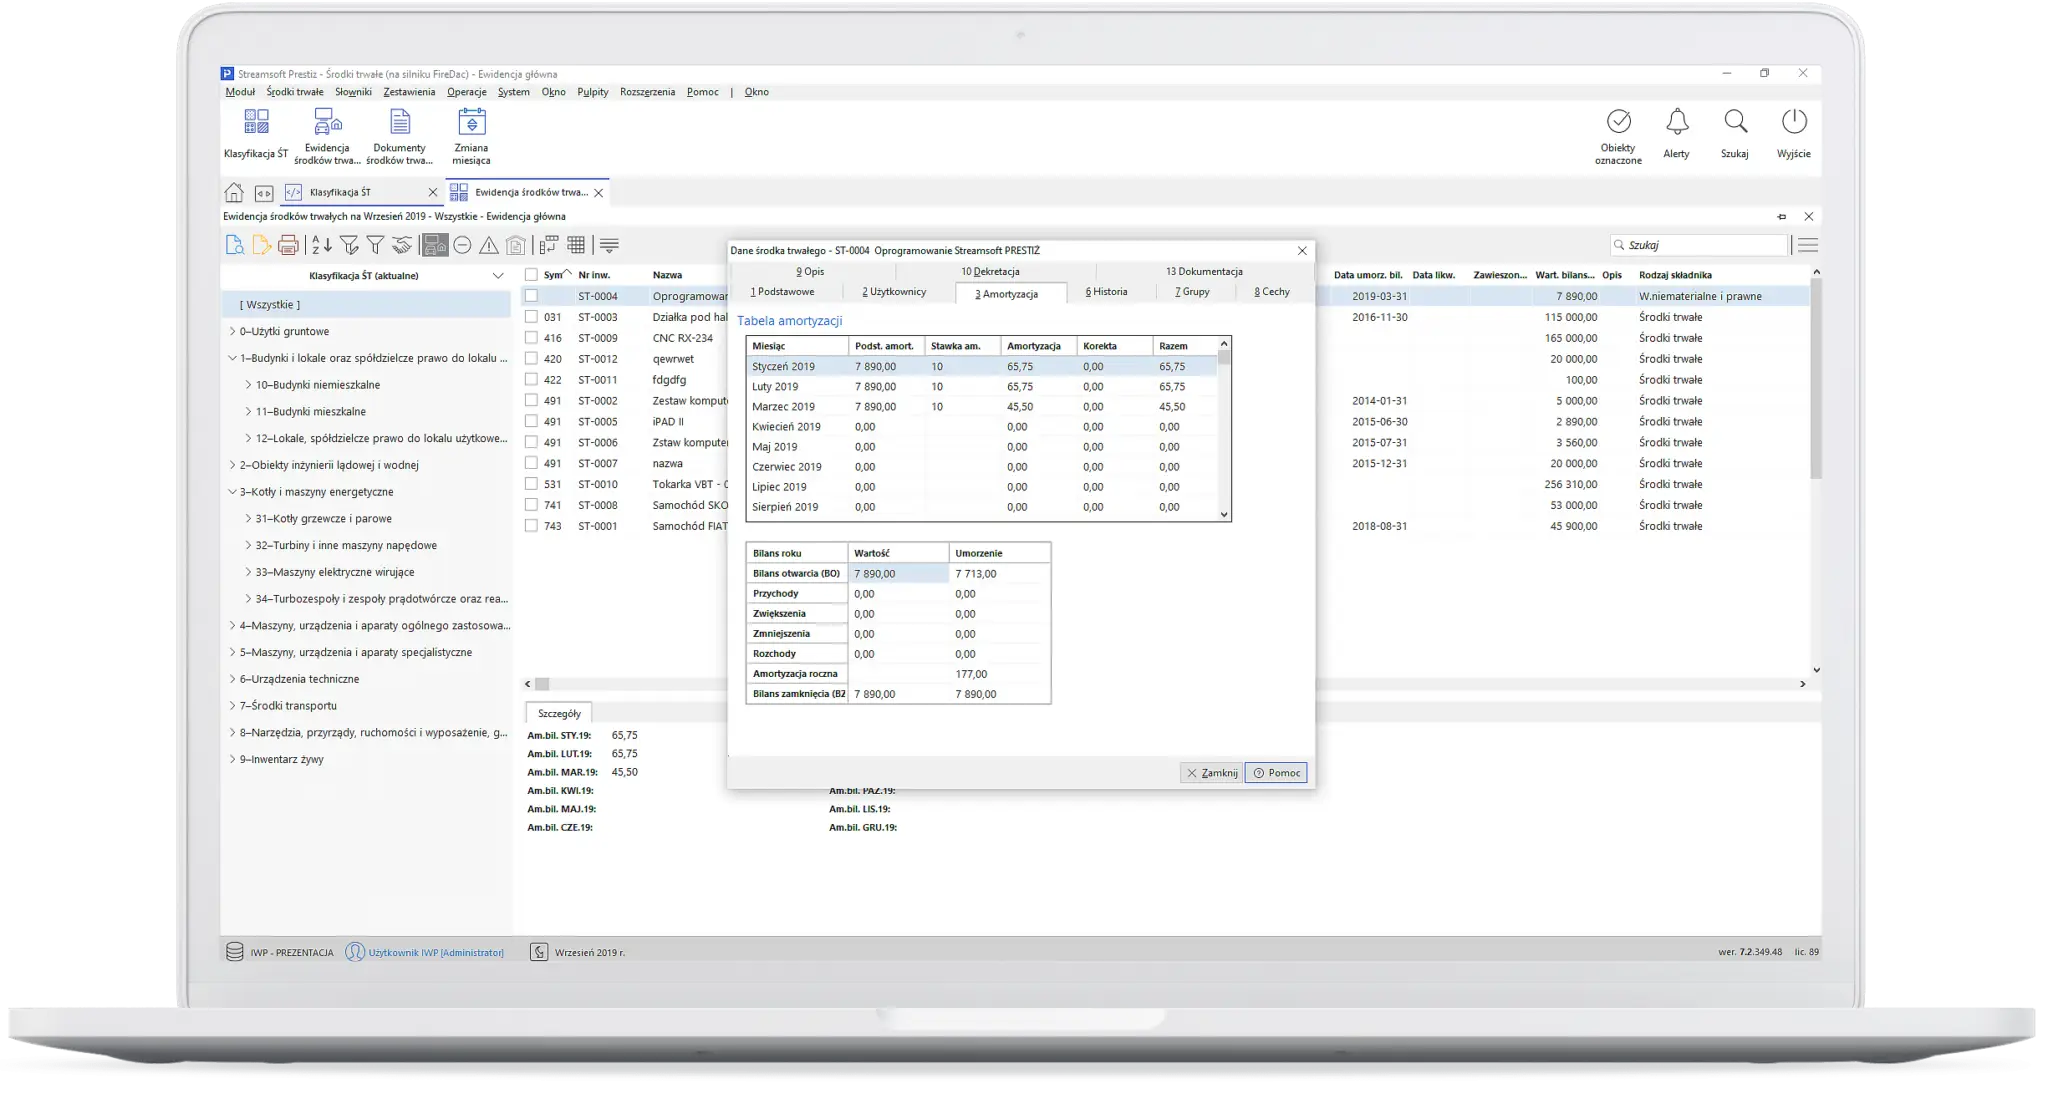 Streamsoft Prestiż - Środki trwałe (na silniku FireDac) - Ewidencja główna
Moduł Środki trwałe Słowniki Zestawienia Operacje System Okno Pulpity Rozszerzenia Pomoc | Okno
Klasyfikacja ŚT
Ewidencja
środków trwa...
Dokumenty
środków trwa...
Zmiana
miesiąca
Obiekty
oznaczone
Alerty
Szukaj
Wyjście
Klasyfikacja ŚT
Ewidencja środków trwa...
Ewidencja środków trwałych na Wrzesień 2019 - Wszystkie - Ewidencja główna
Szukaj
Klasyfikacja ŚT (aktualne)
[ Wszystkie ]
0–Użytki gruntowe
1–Budynki i lokale oraz spółdzielcze prawo do lokalu ...
10–Budynki niemieszkalne
11–Budynki mieszkalne
12–Lokale, spółdzielcze prawo do lokalu użytkowe...
2–Obiekty inżynierii lądowej i wodnej
3–Kotły i maszyny energetyczne
31–Kotły grzewcze i parowe
32–Turbiny i inne maszyny napędowe
33–Maszyny elektryczne wirujące
34–Turbozespoły i zespoły prądotwórcze oraz rea...
4–Maszyny, urządzenia i aparaty ogólnego zastosowa...
5–Maszyny, urządzenia i aparaty specjalistyczne
6–Urządzenia techniczne
7–Środki transportu
8–Narzędzia, przyrządy, ruchomości i wyposażenie, g...
9–Inwentarz żywy
Sym Nr inw. Nazwa
ST-0004 Oprogramowan
031 ST-0003 Działka pod hal
416 ST-0009 CNC RX-234
420 ST-0012 qewrwet
422 ST-0011 fdgdfg
491 ST-0002 Zestaw kompute
491 ST-0005 iPAD II
491 ST-0006 Zstaw komputer
491 ST-0007 nazwa
531 ST-0010 Tokarka VBT - 0
741 ST-0008 Samochód SKO
743 ST-0001 Samochód FIAT
Data umorz. bil. Data likw. Zawieszon... Wart. bilans... Opis Rodzaj składnika
2019-03-31 7 890,00 W.niematerialne i prawne
2016-11-30 115 000,00 Środki trwałe
165 000,00 Środki trwałe
20 000,00 Środki trwałe
100,00 Środki trwałe
2014-01-31 5 000,00 Środki trwałe
2015-06-30 2 890,00 Środki trwałe
2015-07-31 3 560,00 Środki trwałe
2015-12-31 20 000,00 Środki trwałe
256 310,00 Środki trwałe
53 000,00 Środki trwałe
2018-08-31 45 900,00 Środki trwałe
Dane środka trwałego - ST-0004 Oprogramowanie Streamsoft PRESTIŻ
9 Opis 10 Dekretacja 13 Dokumentacja
1 Podstawowe 2 Użytkownicy 3 Amortyzacja 6 Historia 7 Grupy 8 Cechy
Tabela amortyzacji
Miesiąc Podst. amort. Stawka am. Amortyzacja Korekta Razem
Styczeń 2019 7 890,00 10 65,75 0,00 65,75
Luty 2019 7 890,00 10 65,75 0,00 65,75
Marzec 2019 7 890,00 10 45,50 0,00 45,50
Kwiecień 2019 0,00 0,00 0,00 0,00
Maj 2019 0,00 0,00 0,00 0,00
Czerwiec 2019 0,00 0,00 0,00 0,00
Lipiec 2019 0,00 0,00 0,00 0,00
Sierpień 2019 0,00 0,00 0,00 0,00
Bilans roku Wartość Umorzenie
Bilans otwarcia (BO) 7 890,00 7 713,00
Przychody 0,00 0,00
Zwiększenia 0,00 0,00
Zmniejszenia 0,00 0,00
Rozchody 0,00 0,00
Amortyzacja roczna 177,00
Bilans zamknięcia (BZ 7 890,00 7 890,00
Zamknij Pomoc
Szczegóły
Am.bil. STY.19: 65,75
Am.bil. LUT.19: 65,75
Am.bil. MAR.19: 45,50
Am.bil. KWI.19: Am.bil. PAŹ.19:
Am.bil. MAJ.19: Am.bil. LIS.19:
Am.bil. CZE.19: Am.bil. GRU.19:
IWP - PREZENTACJA Użytkownik IWP [Administrator] Wrzesień 2019 r. wer. 7.2.349.48 lic. 89